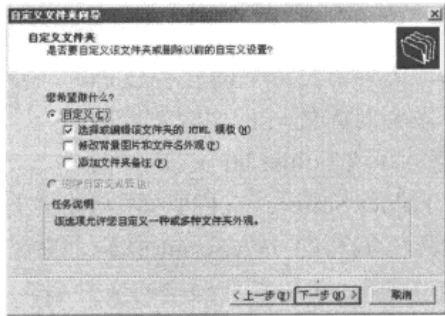 自定义文件夹向导
自定义文件夹
是否要自定义该文件夹或删除以前的自定义设置?
您希望做什么?
自定义(C)
选择或编辑该文件夹的 HTML 模板(H)
修改背景图片和文件名外观(P)
添加文件夹备注(F)
任务说明
该选项允许您自定义一种或多种文件夹外观。
<上一步(B) 下一步(N)> 取消